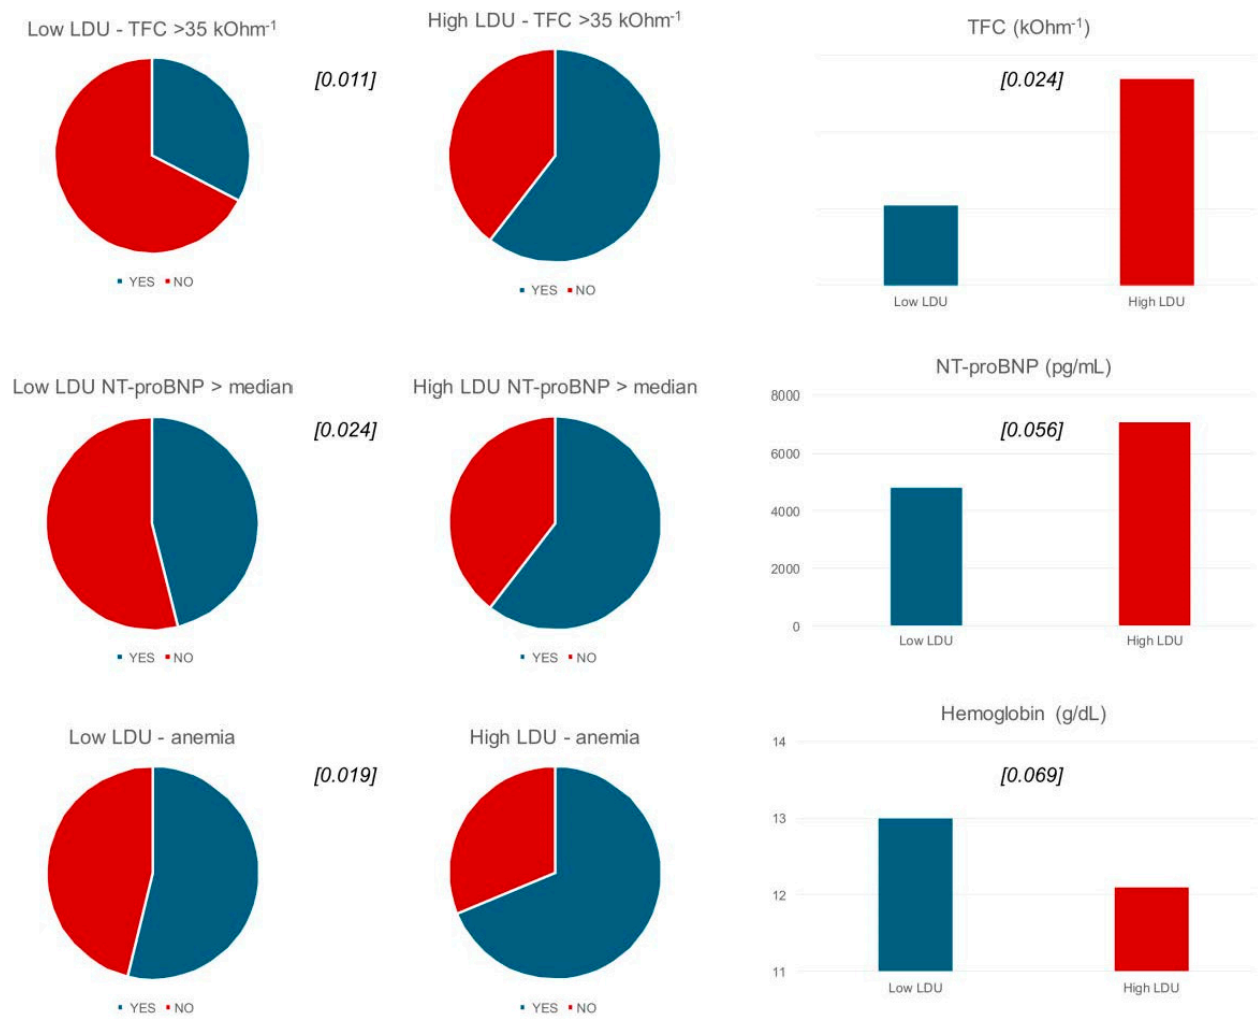 Low LDU - TFC >35 kOhm⁻¹
[0.011]
High LDU - TFC >35 kOhm⁻¹
TFC (kOhm⁻¹)
[0.024]
YES NO
YES NO
Low LDU
High LDU
Low LDU NT-proBNP > median
[0.024]
High LDU NT-proBNP > median
NT-proBNP (pg/mL)
[0.056]
8000
6000
4000
2000
0
Low LDU
High LDU
YES NO
YES NO
Low LDU - anemia
[0.019]
High LDU - anemia
Hemoglobin (g/dL)
[0.069]
14
13
12
11
Low LDU
High LDU
YES NO
YES NO